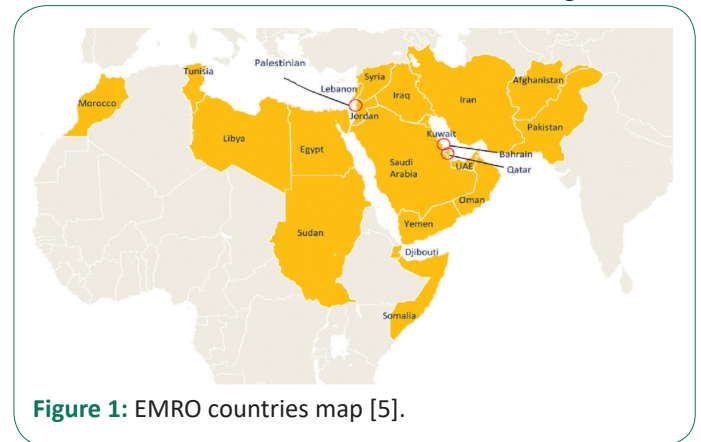 Tunisia
Palestinian
Morocco
Lebanon
Syria
Iraq
Iran
Afghanistan
Jordan
Pakistan
Libya
Egypt
Kuwait
Bahrain
Saudi
Arabia
UAE
Qatar
Oman
Sudan
Yemen
Djibouti
Somalia
Figure 1: EMRO countries map [5].